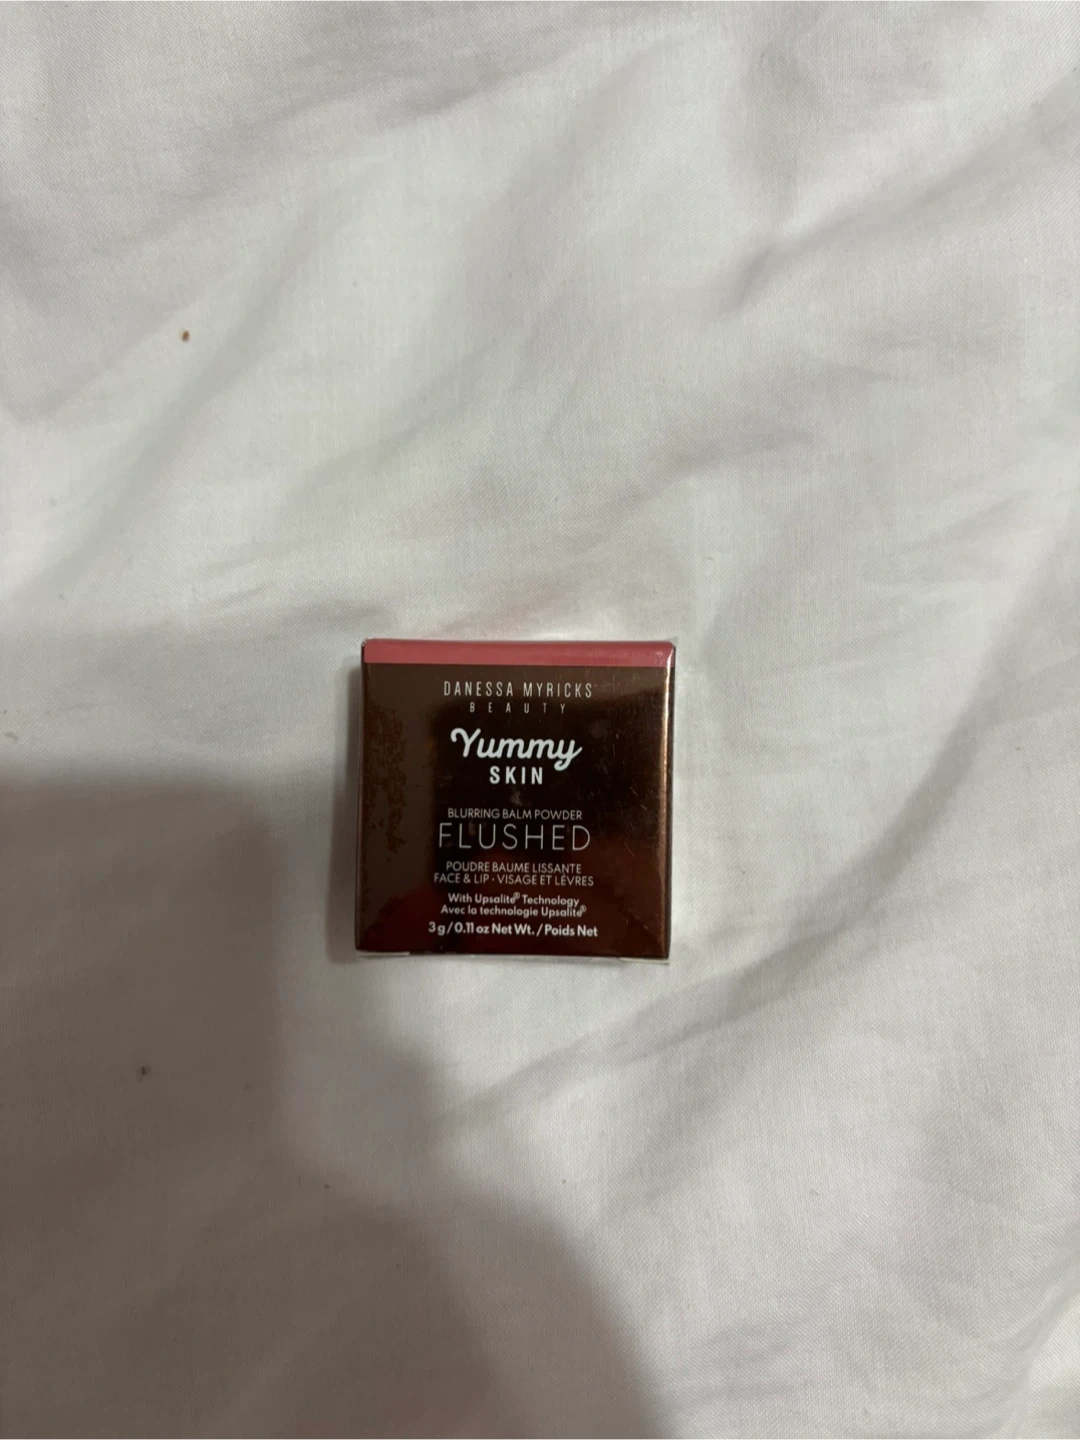 DANESSA MYRICKS
BEAUTY
Yummy
SKIN
BLURRING BALM POWDER
FLUSHED
POUDRE BAUME LISSANTE
FACE & LIP • VISAGE ET LÈVRES
With Upsalite® Technology
Avec la technologie Upsalite®
3 g / 0.11 oz Net Wt. / Poids Net